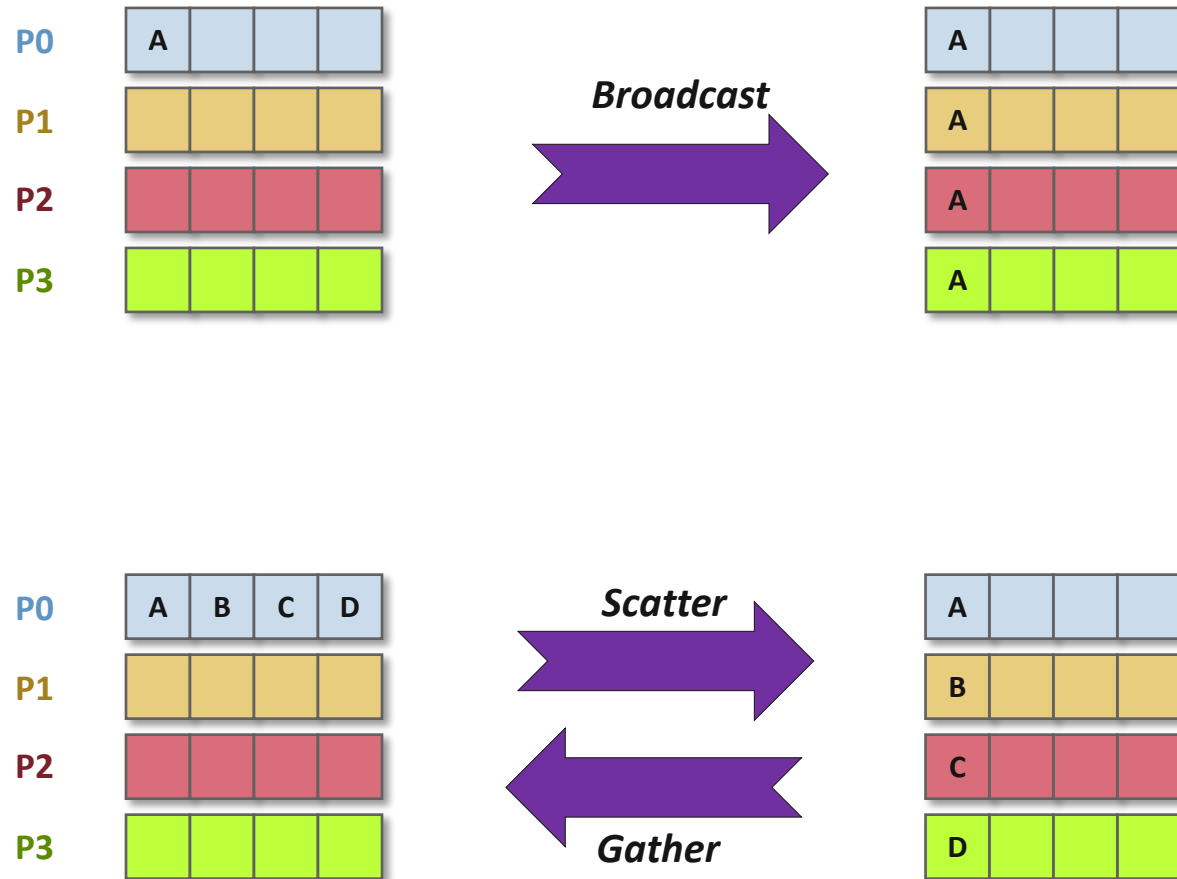 P0 A A
Broadcast
P1 A
P2 A
P3 A
P0 A B C D Scatter A
P1 B
P2 C
Gather
P3 D